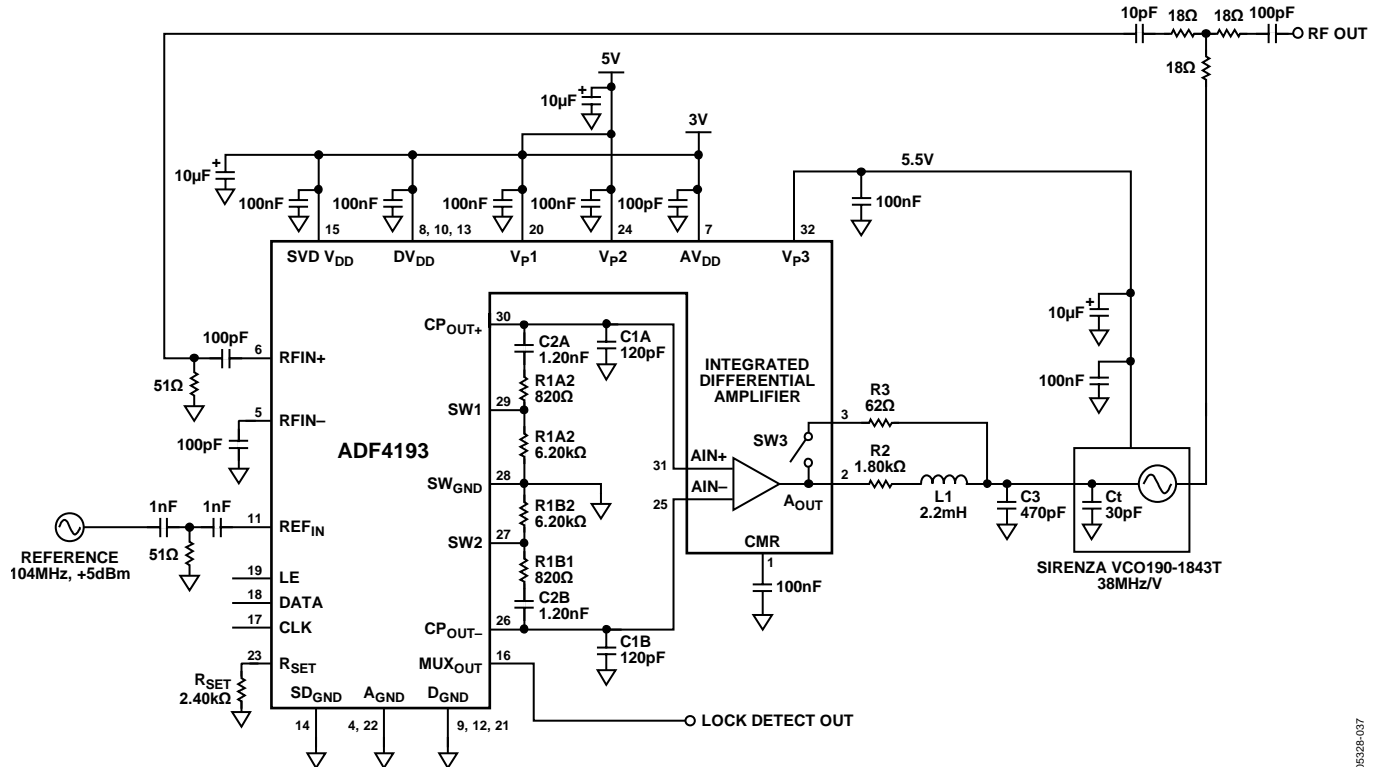 10pF 18Ω 18Ω 100pF
RF OUT
18Ω
5V
10µF +
3V
10µF +
5.5V
100nF 100nF 100nF 100nF 100pF 100nF
15 8, 10, 13 20 24 7 32
SVD VDD DVDD VP1 VP2 AVDD VP3
10µF +
100nF
100pF
6 RFIN+
51Ω
5 RFIN–
100pF
ADF4193
1nF 1nF
11 REFIN
51Ω
REFERENCE
104MHz, +5dBm
19 LE
18 DATA
17 CLK
23 RSET
RSET
2.40kΩ
SDGND AGND DGND
14 4, 22 9, 12, 21
CPOUT+ 30
C2A
1.20nF
C1A
120pF
R1A2
820Ω
SW1 29
R1A2
6.20kΩ
SWGND 28
R1B2
6.20kΩ
SW2 27
R1B1
820Ω
C2B
1.20nF
CPOUT– 26
C1B
120pF
MUXOUT 16
LOCK DETECT OUT
INTEGRATED
DIFFERENTIAL
AMPLIFIER
SW3
31 AIN+
25 AIN–
AOUT
CMR
1
100nF
3 R3
62Ω
2 R2
1.80kΩ
L1
2.2mH
C3
470pF
Ct
30pF
SIRENZA VCO190-1843T
38MHz/V
05328-037